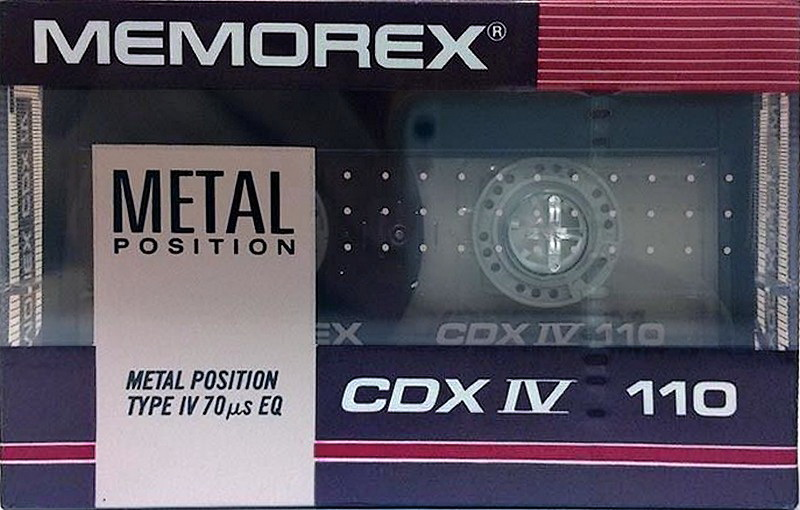 MEMOREX®
METAL
POSITION
EX
CDX IV 110
METAL POSITION
TYPE IV 70µs EQ
CDX IV 110